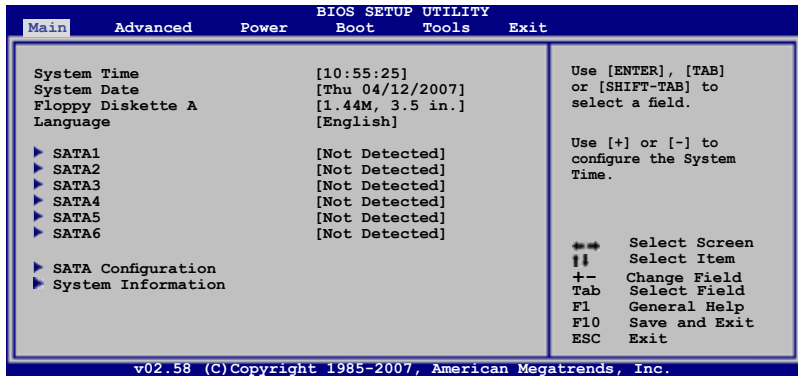 BIOS SETUP UTILITY
Main Advanced Power Boot Tools Exit
System Time [10:55:25]
System Date [Thu 04/12/2007]
Floppy Diskette A [1.44M, 3.5 in.]
Language [English]
SATA1 [Not Detected]
SATA2 [Not Detected]
SATA3 [Not Detected]
SATA4 [Not Detected]
SATA5 [Not Detected]
SATA6 [Not Detected]
SATA Configuration
System Information
Use [ENTER], [TAB]
or [SHIFT-TAB] to
select a field.
Use [+] or [-] to
configure the System
Time.
Select Screen
Select Item
+- Change Field
Tab Select Field
F1 General Help
F10 Save and Exit
ESC Exit
v02.58 (C)Copyright 1985-2007, American Megatrends, Inc.